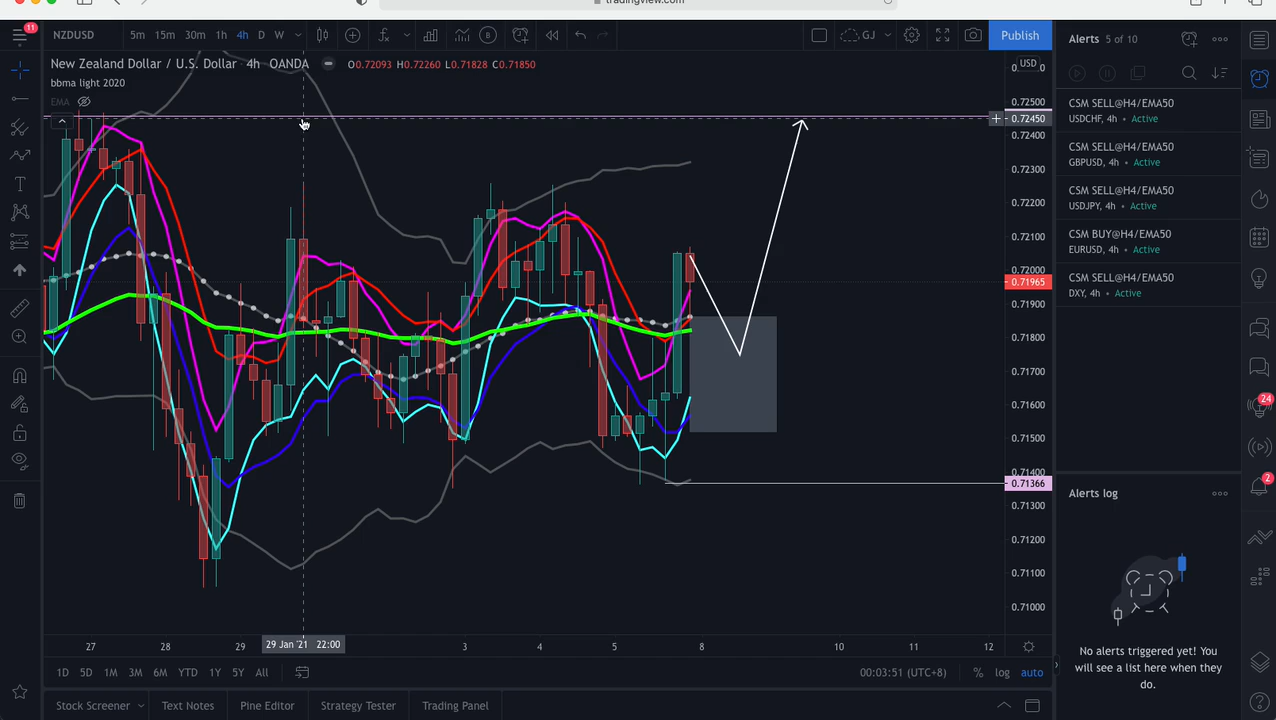 tradingview.com
11
NZDUSD
5m 15m 30m 1h 4h D W
GJ
Publish
New Zealand Dollar / U.S. Dollar · 4h · OANDA
O0.72093 H0.72260 L0.71828 C0.71850
bbma light 2020
EMA
USD
0.72500
0.72450
0.72400
0.72300
0.72200
0.72100
0.72000
0.71965
0.71900
0.71800
0.71700
0.71600
0.71500
0.71400
0.71366
0.71300
0.71200
0.71100
0.71000
27 28 29 29 Jan '21 22:00 3 4 5 8 10 11 12
1D 5D 1M 3M 6M YTD 1Y 5Y All
00:03:51 (UTC+8)
% log auto
Stock Screener Text Notes Pine Editor Strategy Tester Trading Panel
Alerts 5 of 10
CSM SELL@H4/EMA50
USDCHF, 4h • Active
CSM SELL@H4/EMA50
GBPUSD, 4h • Active
CSM SELL@H4/EMA50
USDJPY, 4h • Active
CSM BUY@H4/EMA50
EURUSD, 4h • Active
CSM SELL@H4/EMA50
DXY, 4h • Active
Alerts log
No alerts triggered yet! You
will see a list here when they
do.
24
2